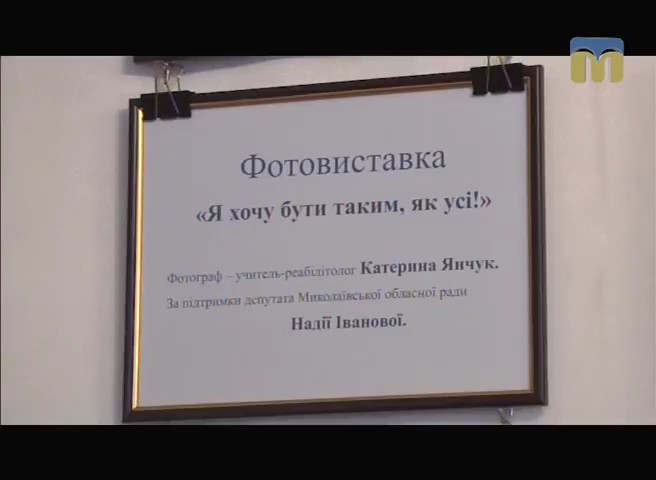 Фотовиставка
«Я хочу бути таким, як усі!»
Фотограф – учитель-реабілітолог Катерина Янчук.
За підтримки депутата Миколаївської обласної ради
Надії Іванової.